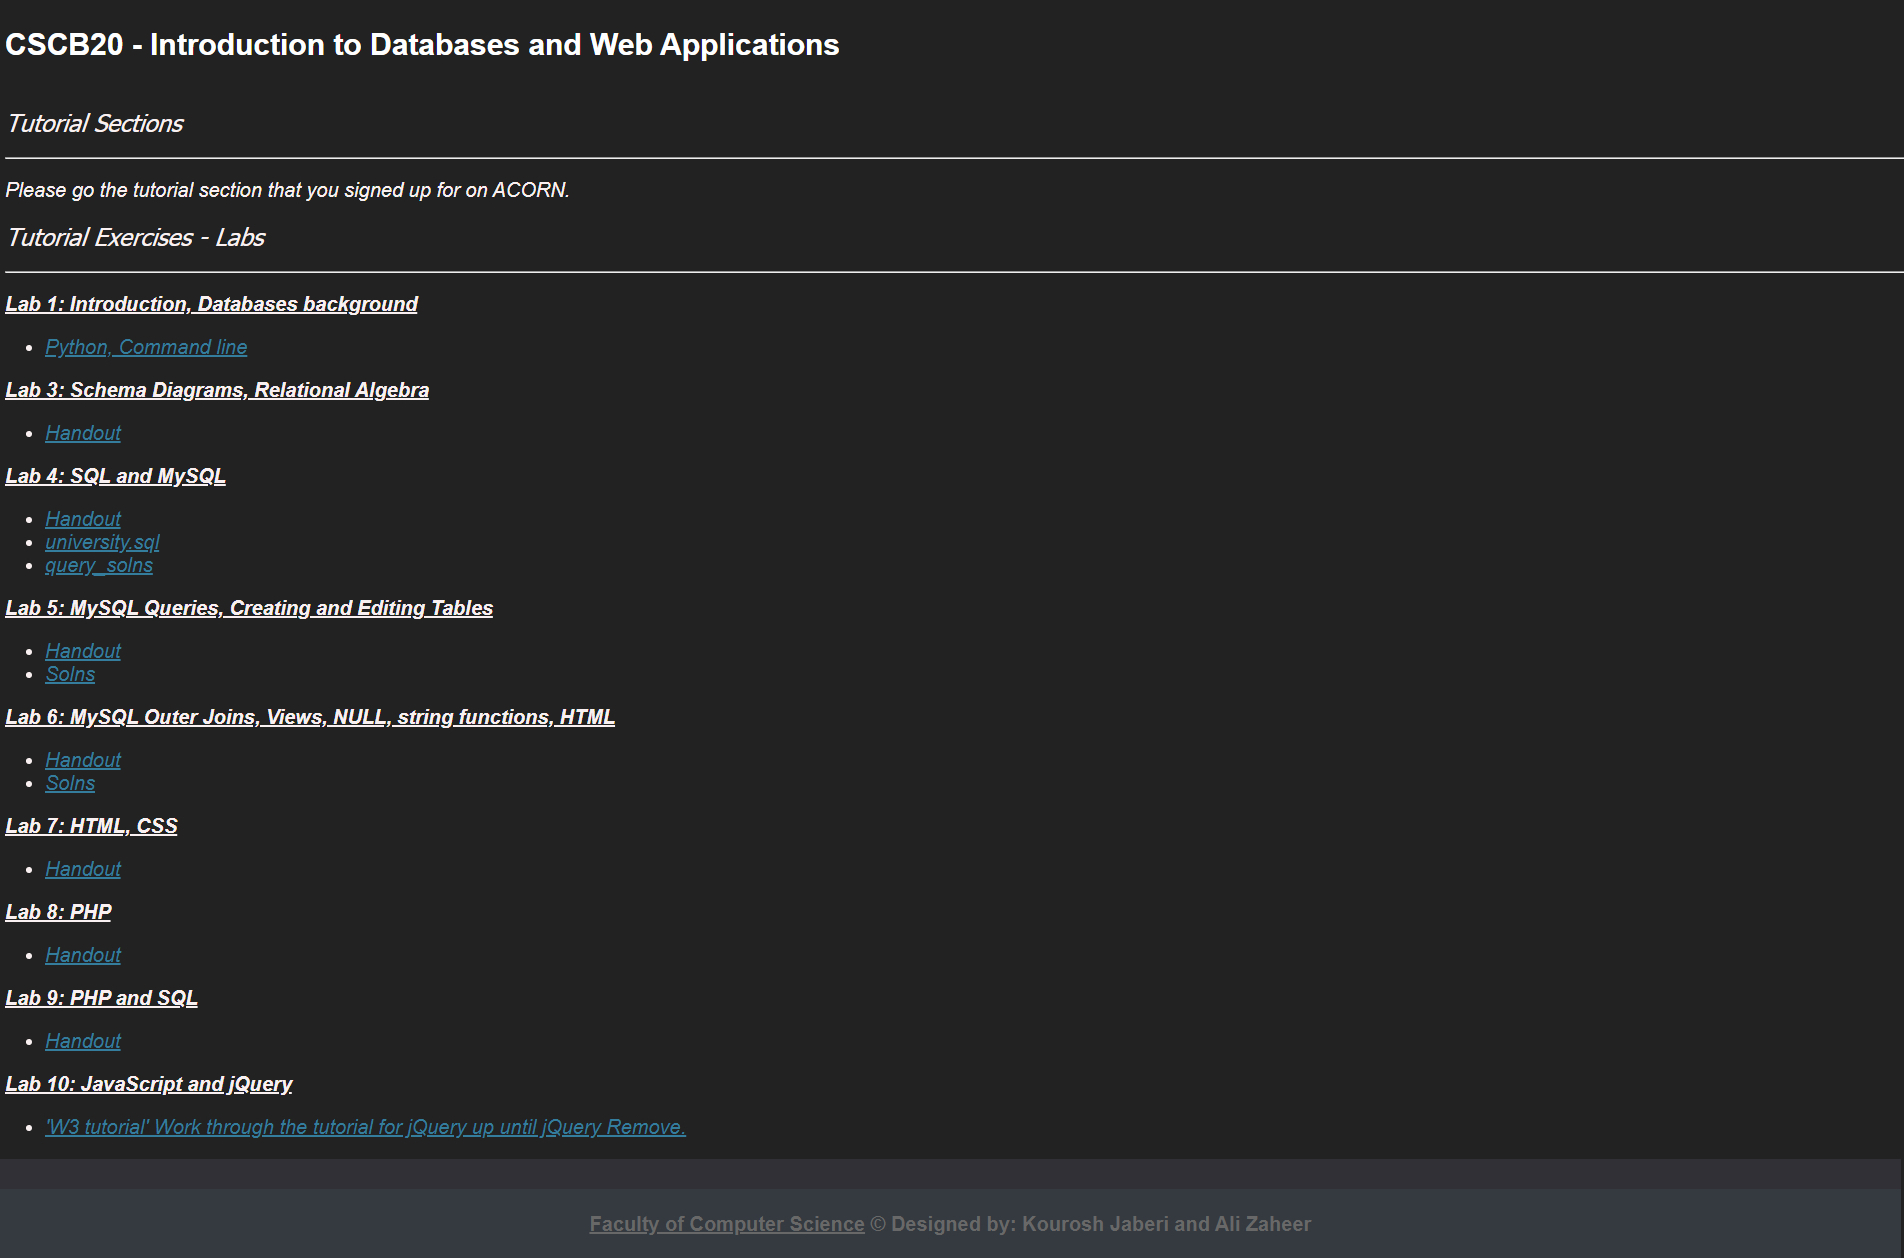 CSCB20 - Introduction to Databases and Web Applications
Tutorial Sections
Please go the tutorial section that you signed up for on ACORN.
Tutorial Exercises - Labs
Lab 1: Introduction, Databases background
Python, Command line
Lab 3: Schema Diagrams, Relational Algebra
Handout
Lab 4: SQL and MySQL
Handout
university.sql
query_solns
Lab 5: MySQL Queries, Creating and Editing Tables
Handout
Solns
Lab 6: MySQL Outer Joins, Views, NULL, string functions, HTML
Handout
Solns
Lab 7: HTML, CSS
Handout
Lab 8: PHP
Handout
Lab 9: PHP and SQL
Handout
Lab 10: JavaScript and jQuery
'W3 tutorial' Work through the tutorial for jQuery up until jQuery Remove.
Faculty of Computer Science © Designed by: Kourosh Jaberi and Ali Zaheer